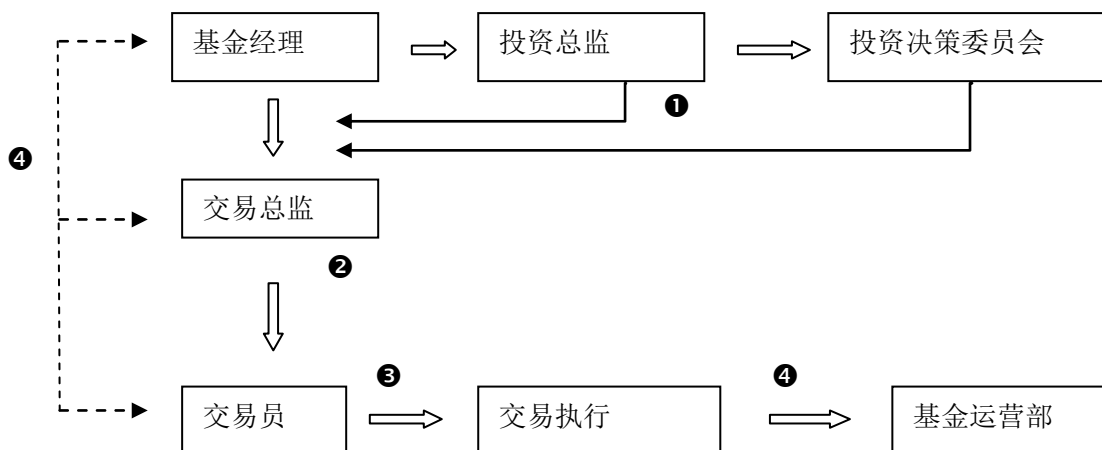 基金经理
投资总监
投资决策委员会
❶
❹
交易总监
❷
❸
❹
交易员
交易执行
基金运营部